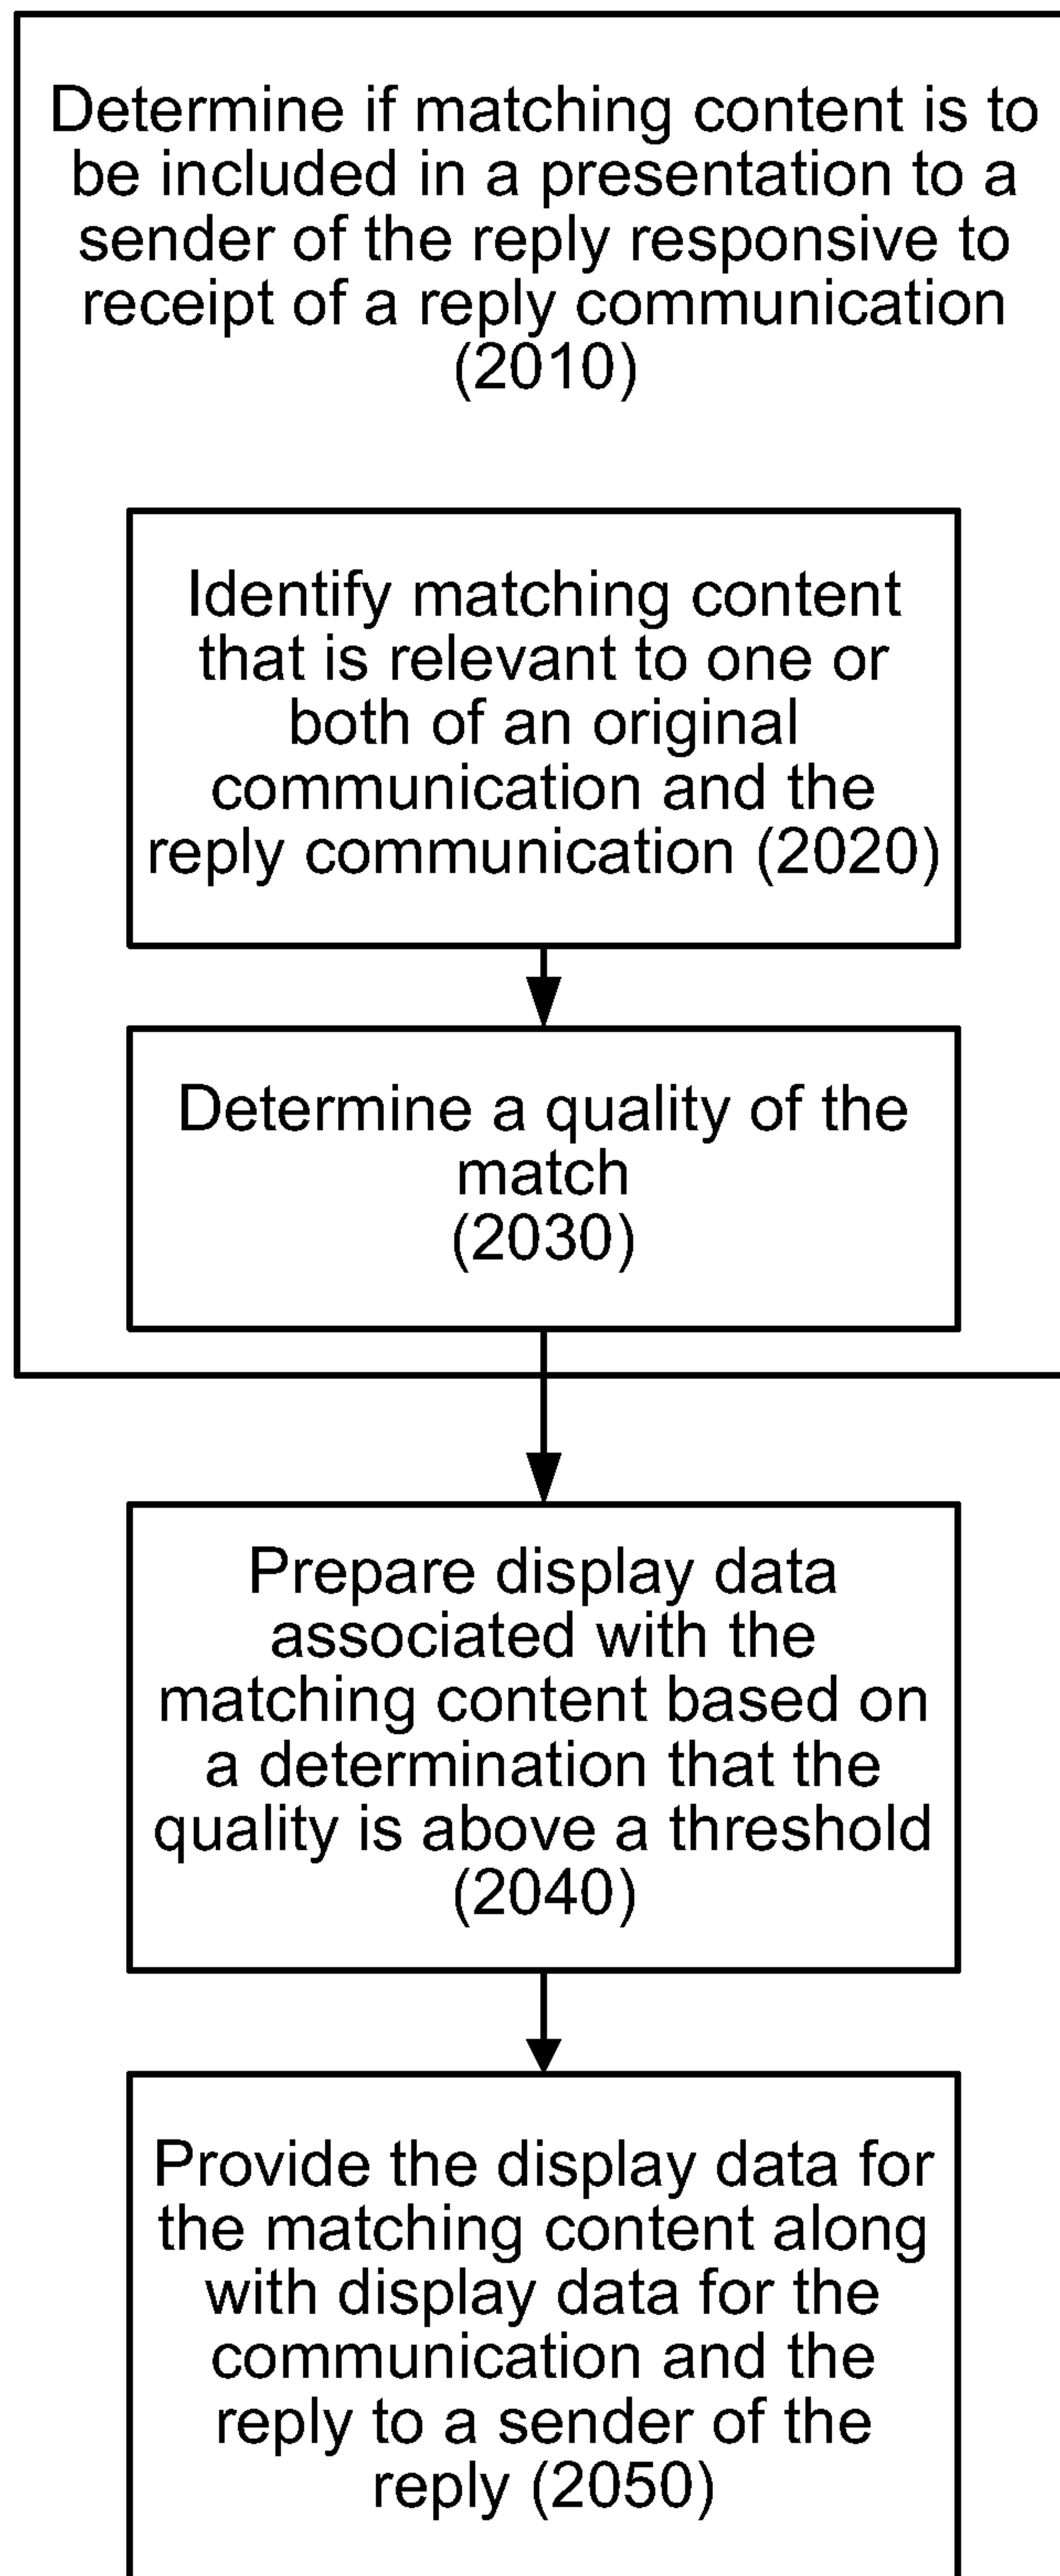 Determine if matching content is to
be included in a presentation to a
sender of the reply responsive to
receipt of a reply communication
(2010)
Identify matching content
that is relevant to one or
both of an original
communication and the
reply communication (2020)
Determine a quality of the
match
(2030)
Prepare display data
associated with the
matching content based on
a determination that the
quality is above a threshold
(2040)
Provide the display data for
the matching content along
with display data for the
communication and the
reply to a sender of the
reply (2050)